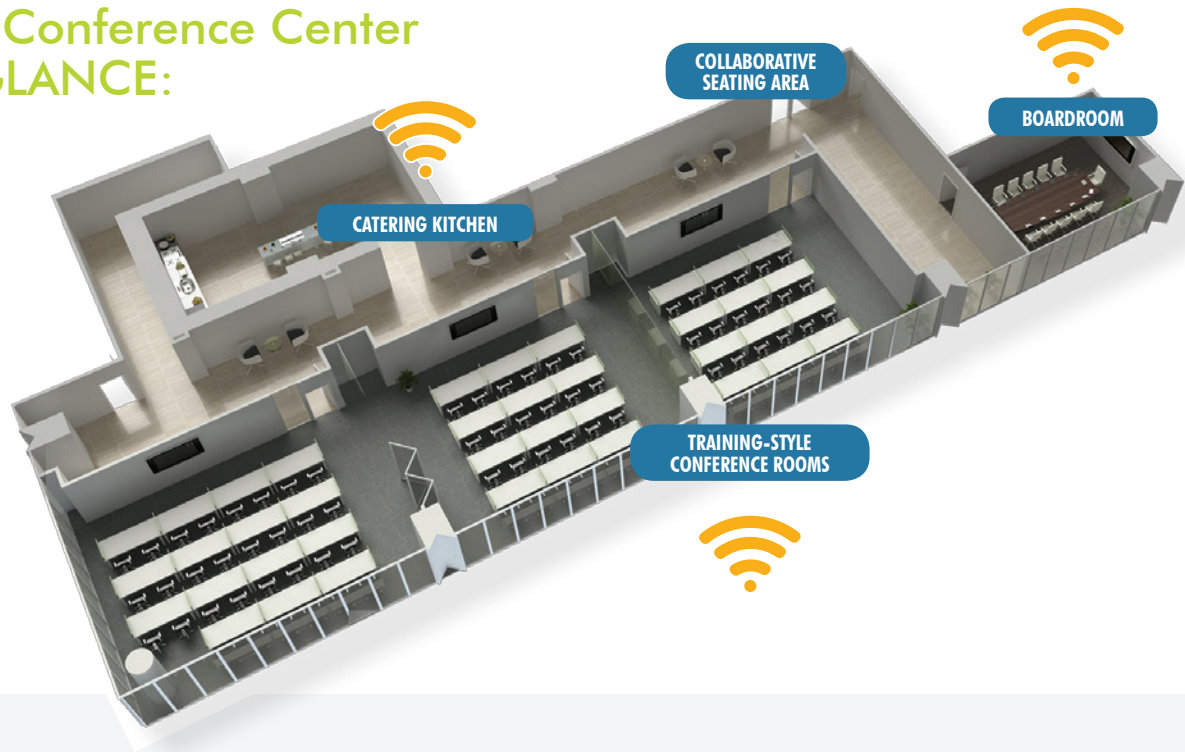 Conference Center
GLANCE:
COLLABORATIVE
SEATING AREA
BOARDROOM
CATERING KITCHEN
TRAINING-STYLE
CONFERENCE ROOMS